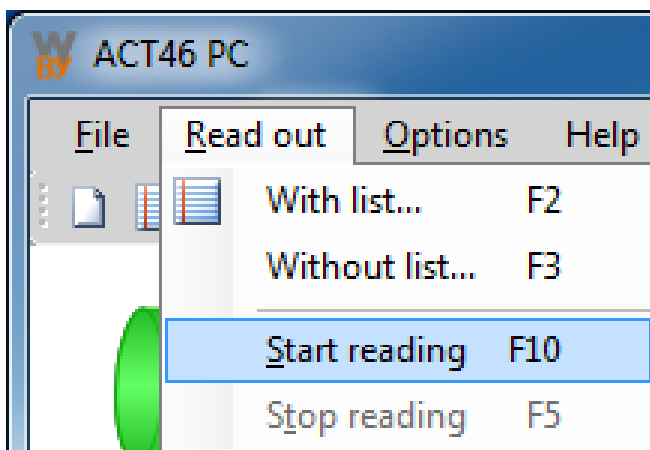 W
BY ACT46 PC
File Read out Options Help
With list... F2
Without list... F3
Start reading F10
Stop reading F5